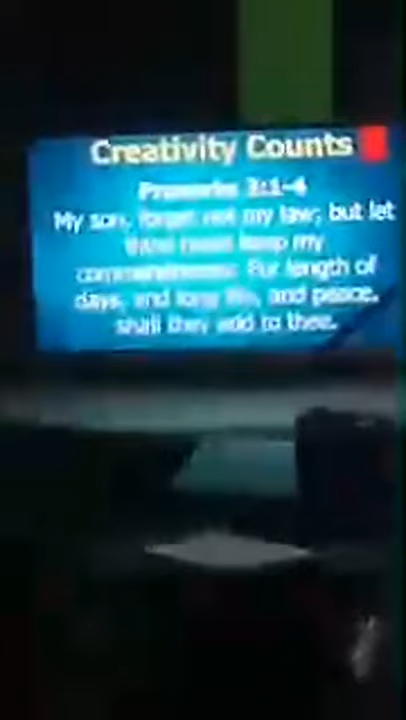 Creativity Counts
Proverbs 3:1-4
My son, forget not my law; but let
thine heart keep my
commandments: For length of
days, and long life, and peace,
shall they add to thee.